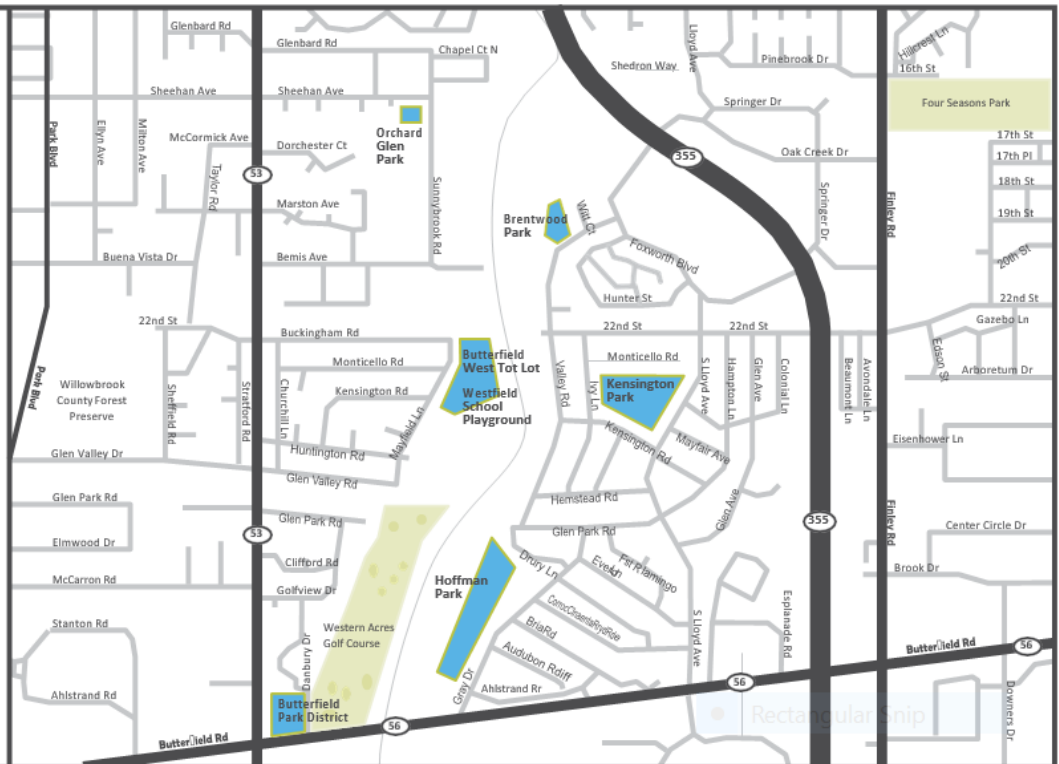 Glenbard Rd
Glenbard Rd
Chapel Ct N
Lloyd Ave
Hillcrest Ln
Shedron Way
Pinebrook Dr
16th St
Sheehan Ave
Sheehan Ave
Springer Dr
Four Seasons Park
Park Blvd
Ellyn Ave
Milton Ave
McCormick Ave
Orchard
Glen
Park
Dorchester Ct
17th St
17th Pl
355
Oak Creek Dr
53
Taylor Rd
Sunnybrook Rd
18th St
Springer Dr
Finley Rd
Marston Ave
Brentwood
Park
Witt Ct
19th St
Buena Vista Dr
Bemis Ave
Foxworth Blvd
20th St
Hunter St
22nd St
22nd St
Gazebo Ln
Buckingham Rd
22nd St
22nd St
Edson St
Monticello Rd
Butterfield
West Tot Lot
Monticello Rd
Park Blvd
Willowbrook
County Forest
Preserve
Sheffield Rd
Stratford Rd
Churchill Ln
Kensington Rd
Westfield
School
Playground
Valley Rd
Ivy Ln
Kensington
Park
S Lloyd Ave
Hampton Ln
Glen Ave
Colonial Ln
Beaumont Ln
Avondale Ln
Arboretum Dr
Mayfield Ln
Kensington Rd
Mayfair Ave
Eisenhower Ln
Glen Valley Dr
Huntington Rd
Glen Valley Rd
Glen Park Rd
Hemstead Rd
Glen Ave
Finley Rd
Glen Park Rd
Glen Park Rd
355
Center Circle Dr
53
Elmwood Dr
Clifford Rd
Drury Ln
Brook Dr
McCarron Rd
Golfview Dr
Hoffman
Park
Esplanade Rd
Stanton Rd
Western Acres
Golf Course
S Lloyd Ave
Danbury Dr
Butterfield Rd
56
Audubon Rdiff
Ahlstrand Rd
Gray Dr
Ahlstrand Rr
56
Downers Dr
Butterfield
Park District
56
Rectangular Snip
Butterfield Rd